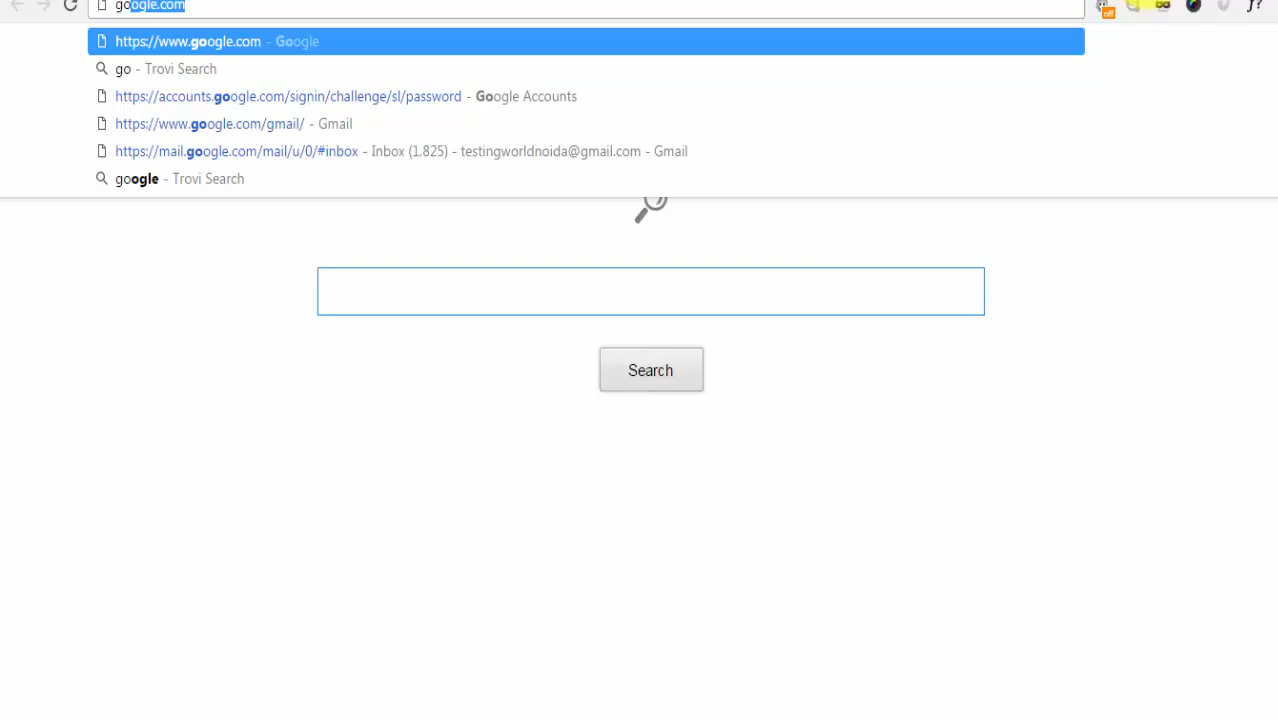 google.com
off
f?
https://www.google.com - Google
go - Trovi Search
https://accounts.google.com/signin/challenge/sl/password - Google Accounts
https://www.google.com/gmail/ - Gmail
https://mail.google.com/mail/u/0/#inbox - Inbox (1,825) - testingworldnoida@gmail.com - Gmail
google - Trovi Search
Search